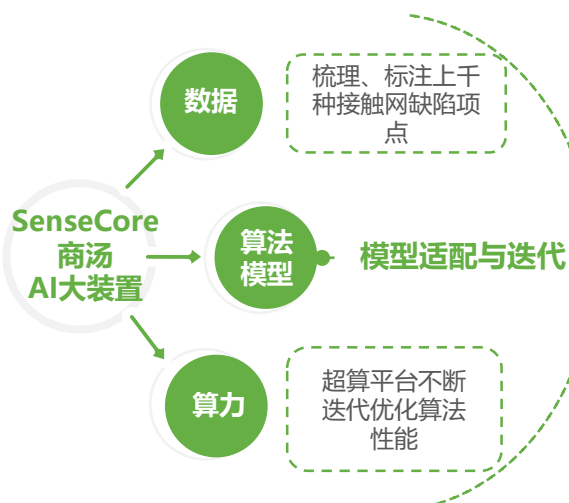 数据
梳理、标注上千
种接触网缺陷项
点
SenseCore
商汤
AI大装置
算法
模型
模型适配与迭代
算力
超算平台不断
迭代优化算法
性能